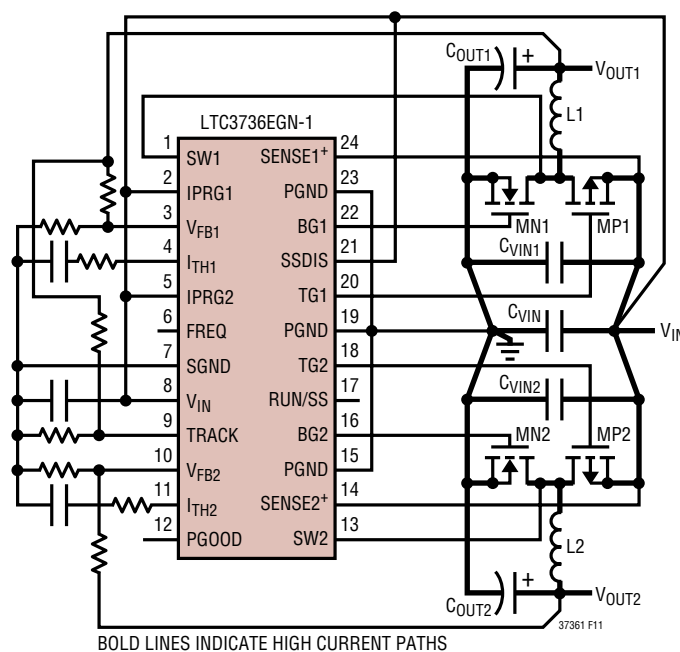 COUT1
+
VOUT1
L1
LTC3736EGN-1
1 SW1 SENSE1+ 24
2 IPRG1 PGND 23
3 VFB1 BG1 22
4 ITH1 SSDIS 21
5 IPRG2 TG1 20
6 FREQ PGND 19
7 SGND TG2 18
8 VIN RUN/SS 17
9 TRACK BG2 16
10 VFB2 PGND 15
11 ITH2 SENSE2+ 14
12 PGOOD SW2 13
MN1 MP1
CVIN1
CVIN
VIN
CVIN2
MN2 MP2
L2
COUT2
+
VOUT2
37361 F11
BOLD LINES INDICATE HIGH CURRENT PATHS